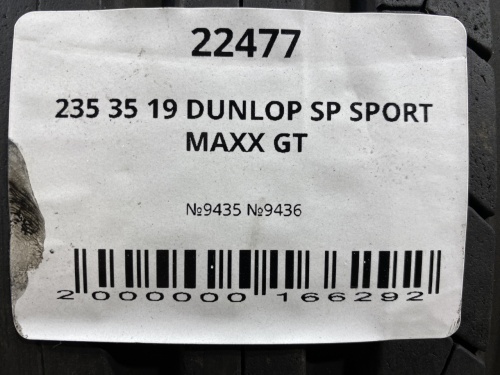 22477
235 35 19 DUNLOP SP SPORT
MAXX GT
№9435 №9436
2 000000 166292